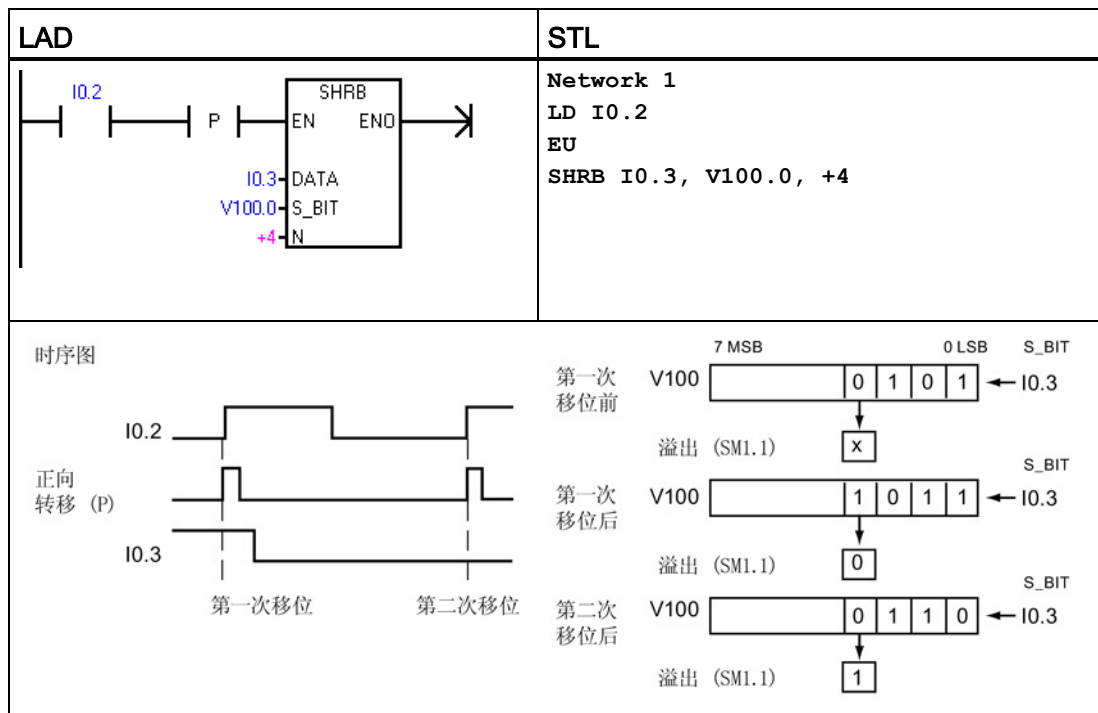 LAD
STL
I0.2
P
SHRB
EN ENO
I0.3 DATA
V100.0 S_BIT
+4 N
Network 1
LD I0.2
EU
SHRB I0.3, V100.0, +4
时序图
I0.2
正向
转移 (P)
I0.3
第一次移位 第二次移位
7 MSB 0 LSB S_BIT
第一次
移位前
V100 0 1 0 1 I0.3
溢出 (SM1.1) x
S_BIT
第一次
移位后
V100 1 0 1 1 I0.3
溢出 (SM1.1) 0
S_BIT
第二次
移位后
V100 0 1 1 0 I0.3
溢出 (SM1.1) 1